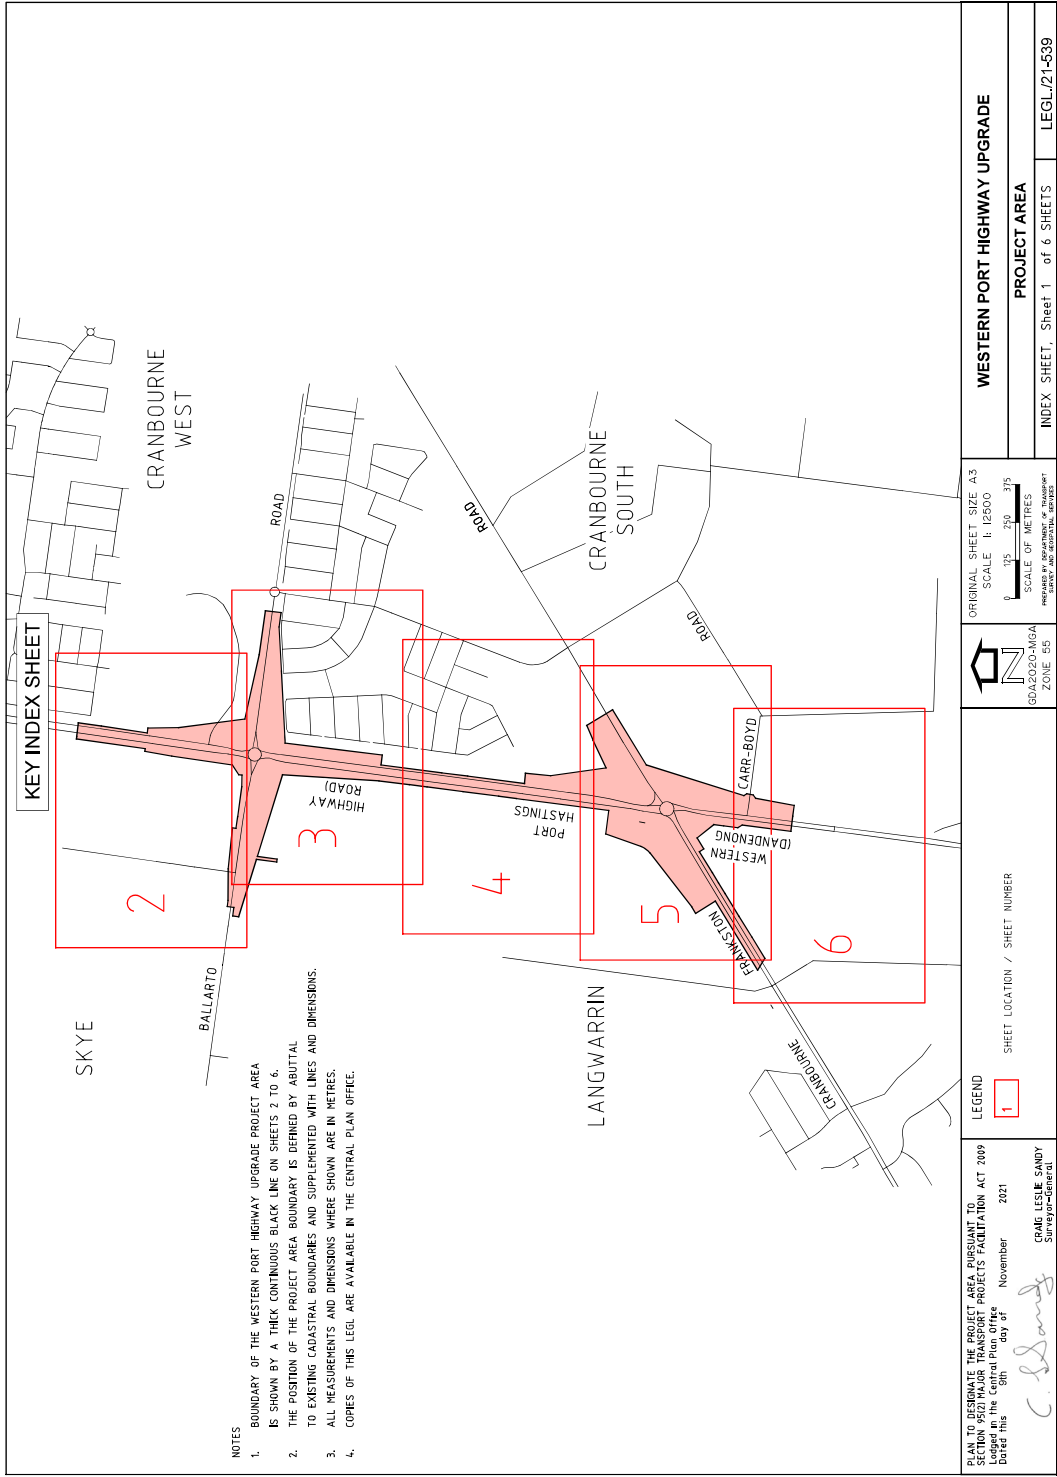 KEY INDEX SHEET
SKYE
CRANBOURNE
WEST
CRANBOURNE
SOUTH
LANGWARRIN
BALLARTO
ROAD
ROAD
ROAD
HIGHWAY
ROAD)
PORT
HASTINGS
WESTERN
(DANDENONG
CARR-BOYD
FRANKSTON
CRANBOURNE
2
3
4
5
6
NOTES
1. BOUNDARY OF THE WESTERN PORT HIGHWAY UPGRADE PROJECT AREA
IS SHOWN BY A THICK CONTINUOUS BLACK LINE ON SHEETS 2 TO 6.
2. THE POSITION OF THE PROJECT AREA BOUNDARY IS DEFINED BY ABUTTAL
TO EXISTING CADASTRAL BOUNDARIES AND SUPPLEMENTED WITH LINES AND DIMENSIONS.
3. ALL MEASUREMENTS AND DIMENSIONS WHERE SHOWN ARE IN METRES.
4. COPIES OF THIS LEGL ARE AVAILABLE IN THE CENTRAL PLAN OFFICE.
PLAN TO DESIGNATE THE PROJECT AREA PURSUANT TO
SECTION 95(2) MAJOR TRANSPORT PROJECTS FACILITATION ACT 2009
Lodged in the Central Plan Office
Dated this 9th day of November 2021
C. L Sandy
CRAIG LESLIE SANDY
Surveyor-General
LEGEND
1
SHEET LOCATION / SHEET NUMBER
N
GDA2020-MGA
ZONE 55
ORIGINAL SHEET SIZE A3
SCALE 1: 12500
0 125 250 375
SCALE OF METRES
PREPARED BY DEPARTMENT OF TRANSPORT
SURVEY AND GEOSPATIAL SERVICES
WESTERN PORT HIGHWAY UPGRADE
PROJECT AREA
INDEX SHEET, Sheet 1 of 6 SHEETS
LEGL./21-539